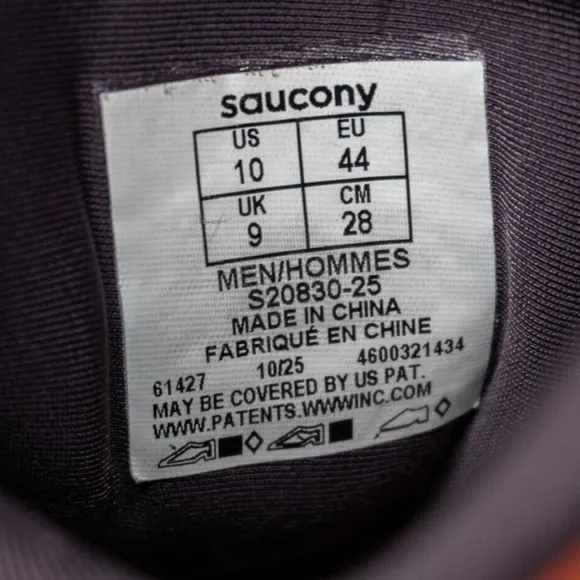 saucony
US EU
10 44
UK CM
9 28
MEN/HOMMES
S20830-25
MADE IN CHINA
FABRIQUÉ EN CHINE
61427 10/25 4600321434
MAY BE COVERED BY US PAT.
WWW.PATENTS.WWWINC.COM